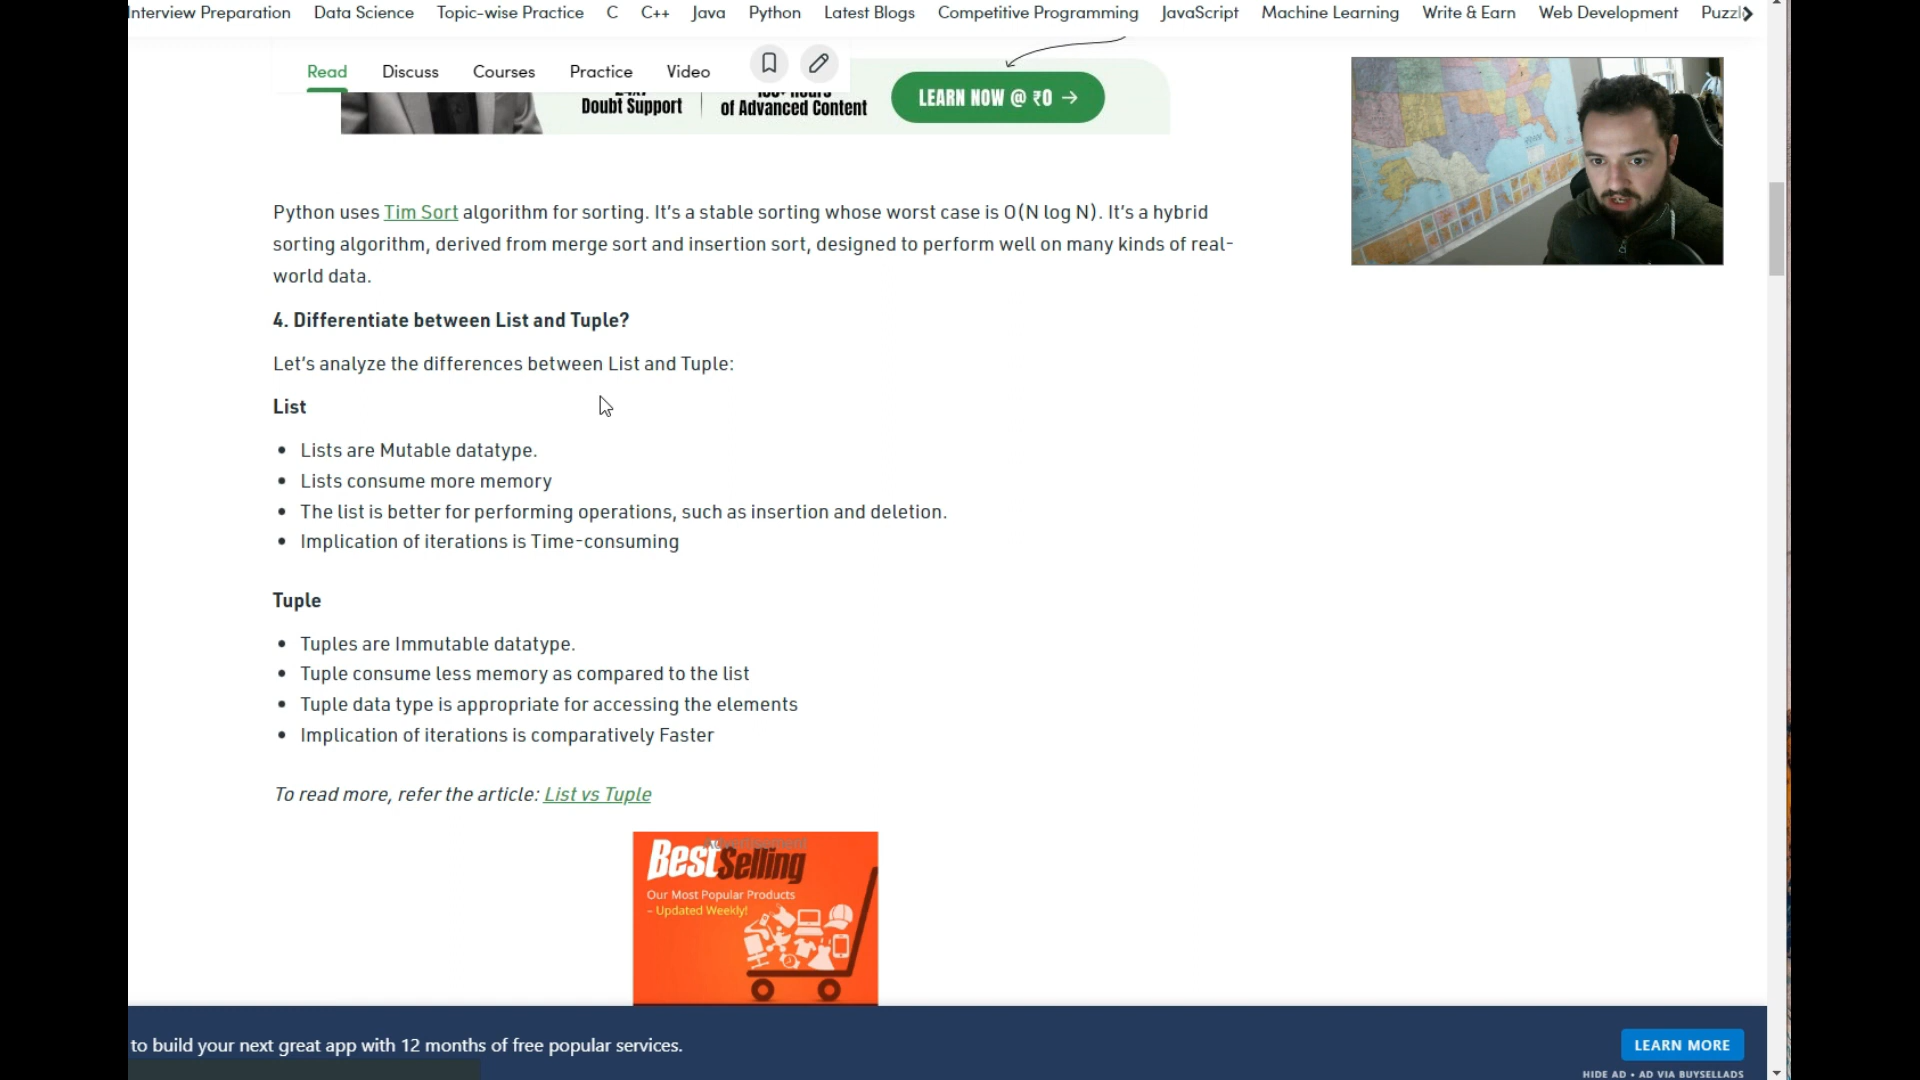 nterview Preparation Data Science Topic-wise Practice C C++ Java Python Latest Blogs Competitive Programming JavaScript Machine Learning Write & Earn Web Development Puzzl
Read Discuss Courses Practice Video
Doubt Support
of Advanced Content
LEARN NOW @ ₹0 →
Python uses Tim Sort algorithm for sorting. It's a stable sorting whose worst case is O(N log N). It's a hybrid
sorting algorithm, derived from merge sort and insertion sort, designed to perform well on many kinds of real-
world data.
4. Differentiate between List and Tuple?
Let's analyze the differences between List and Tuple:
List
• Lists are Mutable datatype.
• Lists consume more memory
• The list is better for performing operations, such as insertion and deletion.
• Implication of iterations is Time-consuming
Tuple
• Tuples are Immutable datatype.
• Tuple consume less memory as compared to the list
• Tuple data type is appropriate for accessing the elements
• Implication of iterations is comparatively Faster
To read more, refer the article: List vs Tuple
Advertisement
Best Selling
Our Most Popular Products
– Updated Weekly!
to build your next great app with 12 months of free popular services.
LEARN MORE
HIDE AD • AD VIA BUYSELLADS